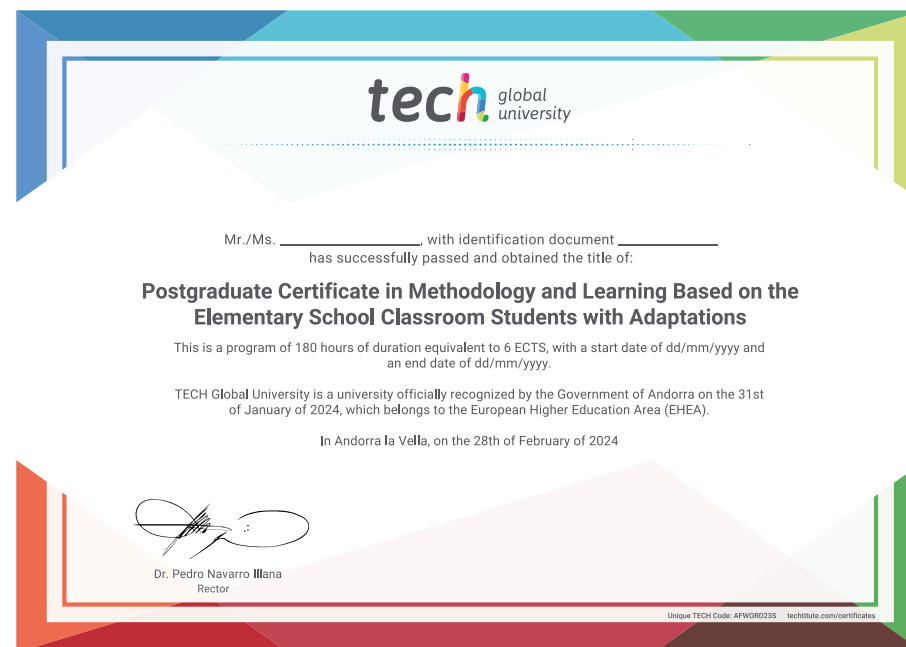 tech global
university
Mr./Ms. ____________, with identification document ____________
has successfully passed and obtained the title of:
Postgraduate Certificate in Methodology and Learning Based on the
Elementary School Classroom Students with Adaptations
This is a program of 180 hours of duration equivalent to 6 ECTS, with a start date of dd/mm/yyyy and
an end date of dd/mm/yyyy.
TECH Global University is a university officially recognized by the Government of Andorra on the 31st
of January of 2024, which belongs to the European Higher Education Area (EHEA).
In Andorra la Vella, on the 28th of February of 2024
Dr. Pedro Navarro Illana
Rector
Unique TECH Code: AFWORD23S techtitute.com/certificates